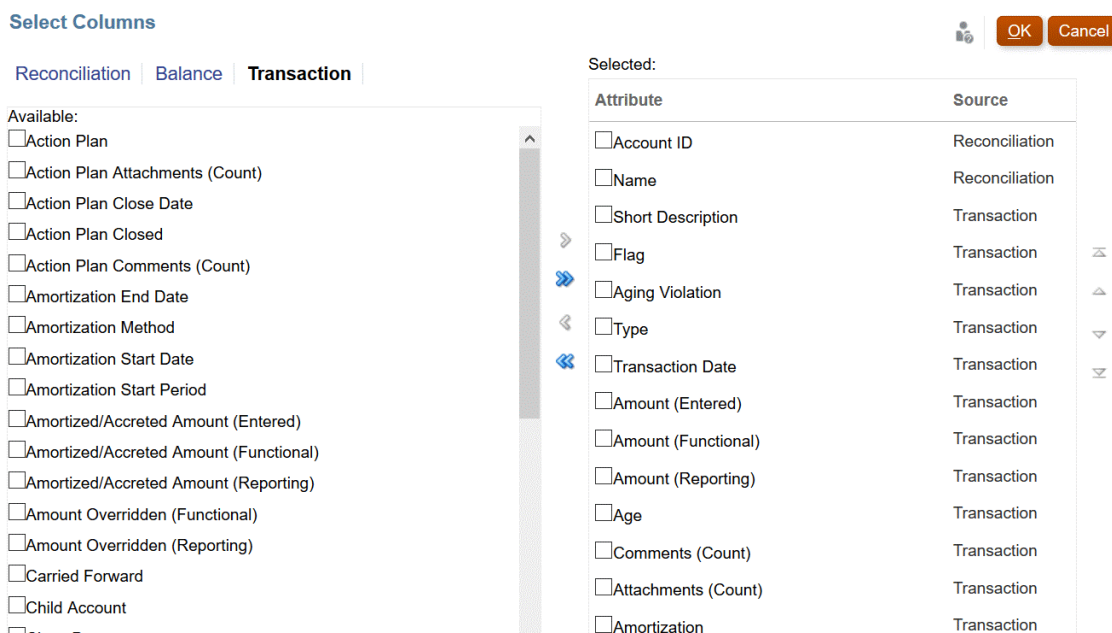 Select Columns
OK
Cancel
Reconciliation
Balance
Transaction
Available:
Action Plan
Action Plan Attachments (Count)
Action Plan Close Date
Action Plan Closed
Action Plan Comments (Count)
Amortization End Date
Amortization Method
Amortization Start Date
Amortization Start Period
Amortized/Accreted Amount (Entered)
Amortized/Accreted Amount (Functional)
Amortized/Accreted Amount (Reporting)
Amount Overridden (Functional)
Amount Overridden (Reporting)
Carried Forward
Child Account
Selected:
Attribute Source
Account ID Reconciliation
Name Reconciliation
Short Description Transaction
Flag Transaction
Aging Violation Transaction
Type Transaction
Transaction Date Transaction
Amount (Entered) Transaction
Amount (Functional) Transaction
Amount (Reporting) Transaction
Age Transaction
Comments (Count) Transaction
Attachments (Count) Transaction
Amortization Transaction